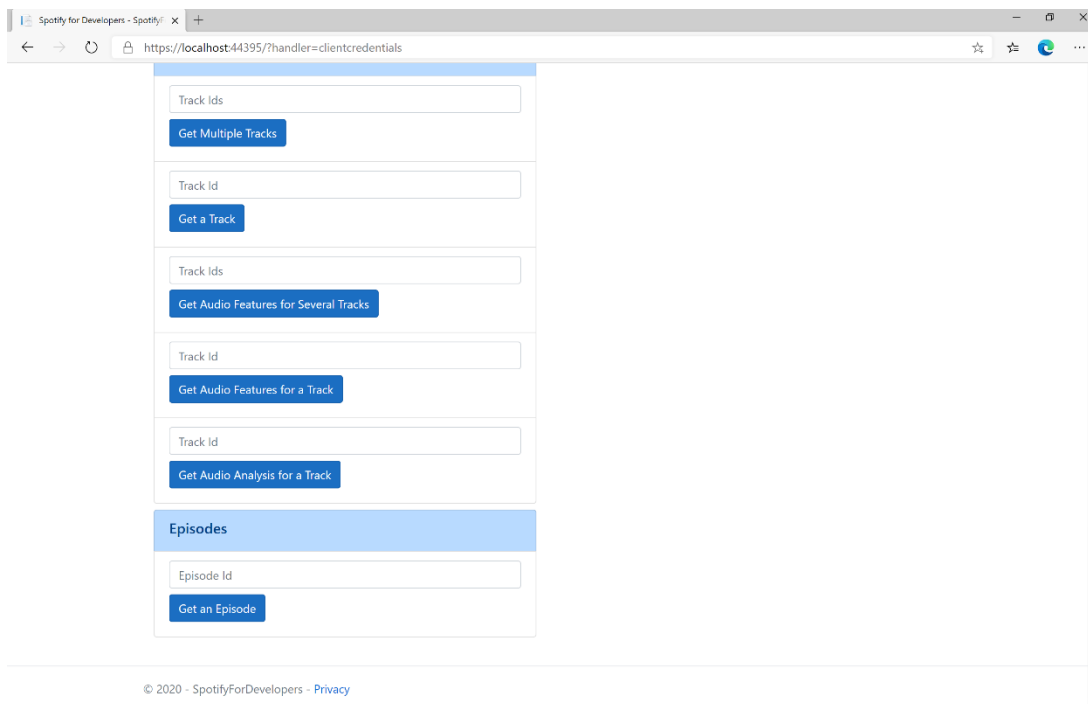 Spotify for Developers - Spotify
https://localhost:44395/?handler=clientcredentials
Track Ids
Get Multiple Tracks
Track Id
Get a Track
Track Ids
Get Audio Features for Several Tracks
Track Id
Get Audio Features for a Track
Track Id
Get Audio Analysis for a Track
Episodes
Episode Id
Get an Episode
© 2020 - SpotifyForDevelopers - Privacy